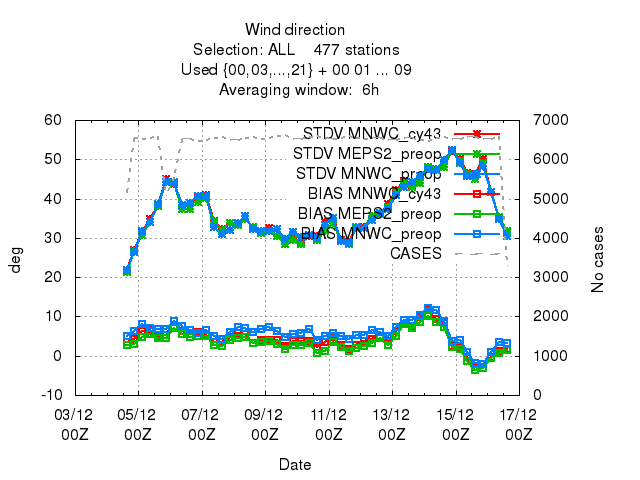 Wind direction
Selection: ALL    477 stations
Used {00,03,...,21} + 00 01 ... 09
Averaging window:  6h
60
50
40
30
20
10
0
-10
deg
7000
6000
5000
4000
3000
2000
1000
0
No cases
STDV MNWC_cy43
STDV MEPS2_preop
STDV MNWC_preop
BIAS MNWC_cy43
BIAS MEPS2_preop
BIAS MNWC_preop
CASES
03/12 05/12 07/12 09/12 11/12 13/12 15/12 17/12
00Z 00Z 00Z 00Z 00Z 00Z 00Z 00Z
Date